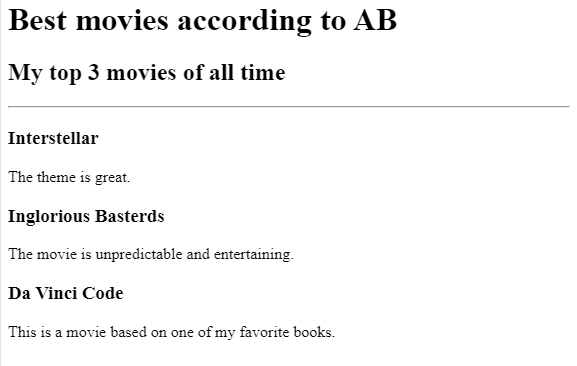 Best movies according to AB
My top 3 movies of all time
Interstellar
The theme is great.
Inglorious Basterds
The movie is unpredictable and entertaining.
Da Vinci Code
This is a movie based on one of my favorite books.